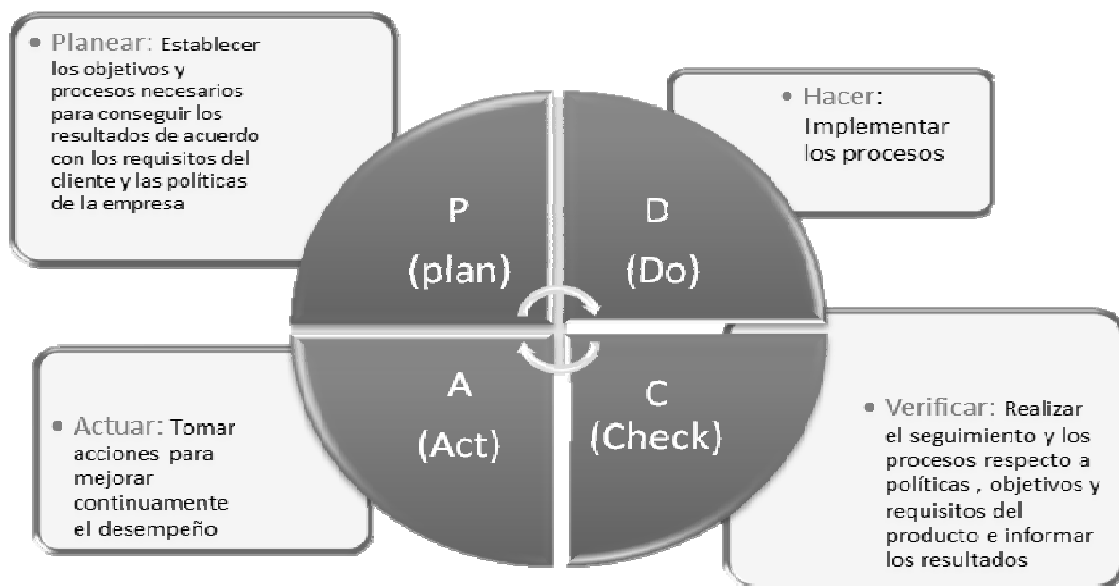 • Planear: Establecer
los objetivos y
procesos necesarios
para conseguir los
resultados de acuerdo
con los requisitos del
cliente y las políticas
de la empresa
• Hacer:
Implementar
los procesos
P
(plan)
D
(Do)
A
(Act)
C
(Check)
• Actuar: Tomar
acciones para
mejorar
continuamente
el desempeño
• Verificar: Realizar
el seguimiento y los
procesos respecto a
políticas , objetivos y
requisitos del
producto e informar
los resultados